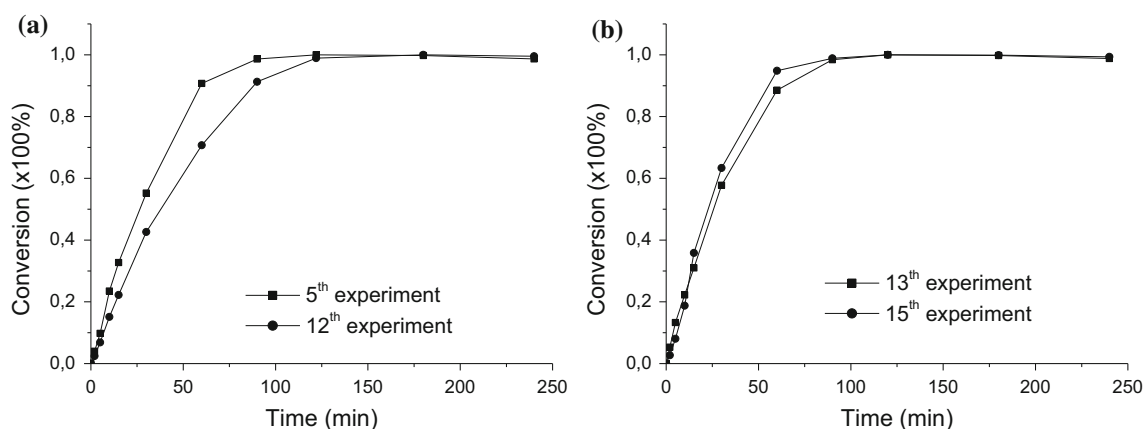 (a)
1,0
0,8
0,6
0,4
0,2
0,0
Conversion (x100%)
5th experiment
12th experiment
0 50 100 150 200 250
Time (min)
(b)
1,0
0,8
0,6
0,4
0,2
0,0
Conversion (x100%)
13th experiment
15th experiment
0 50 100 150 200 250
Time (min)